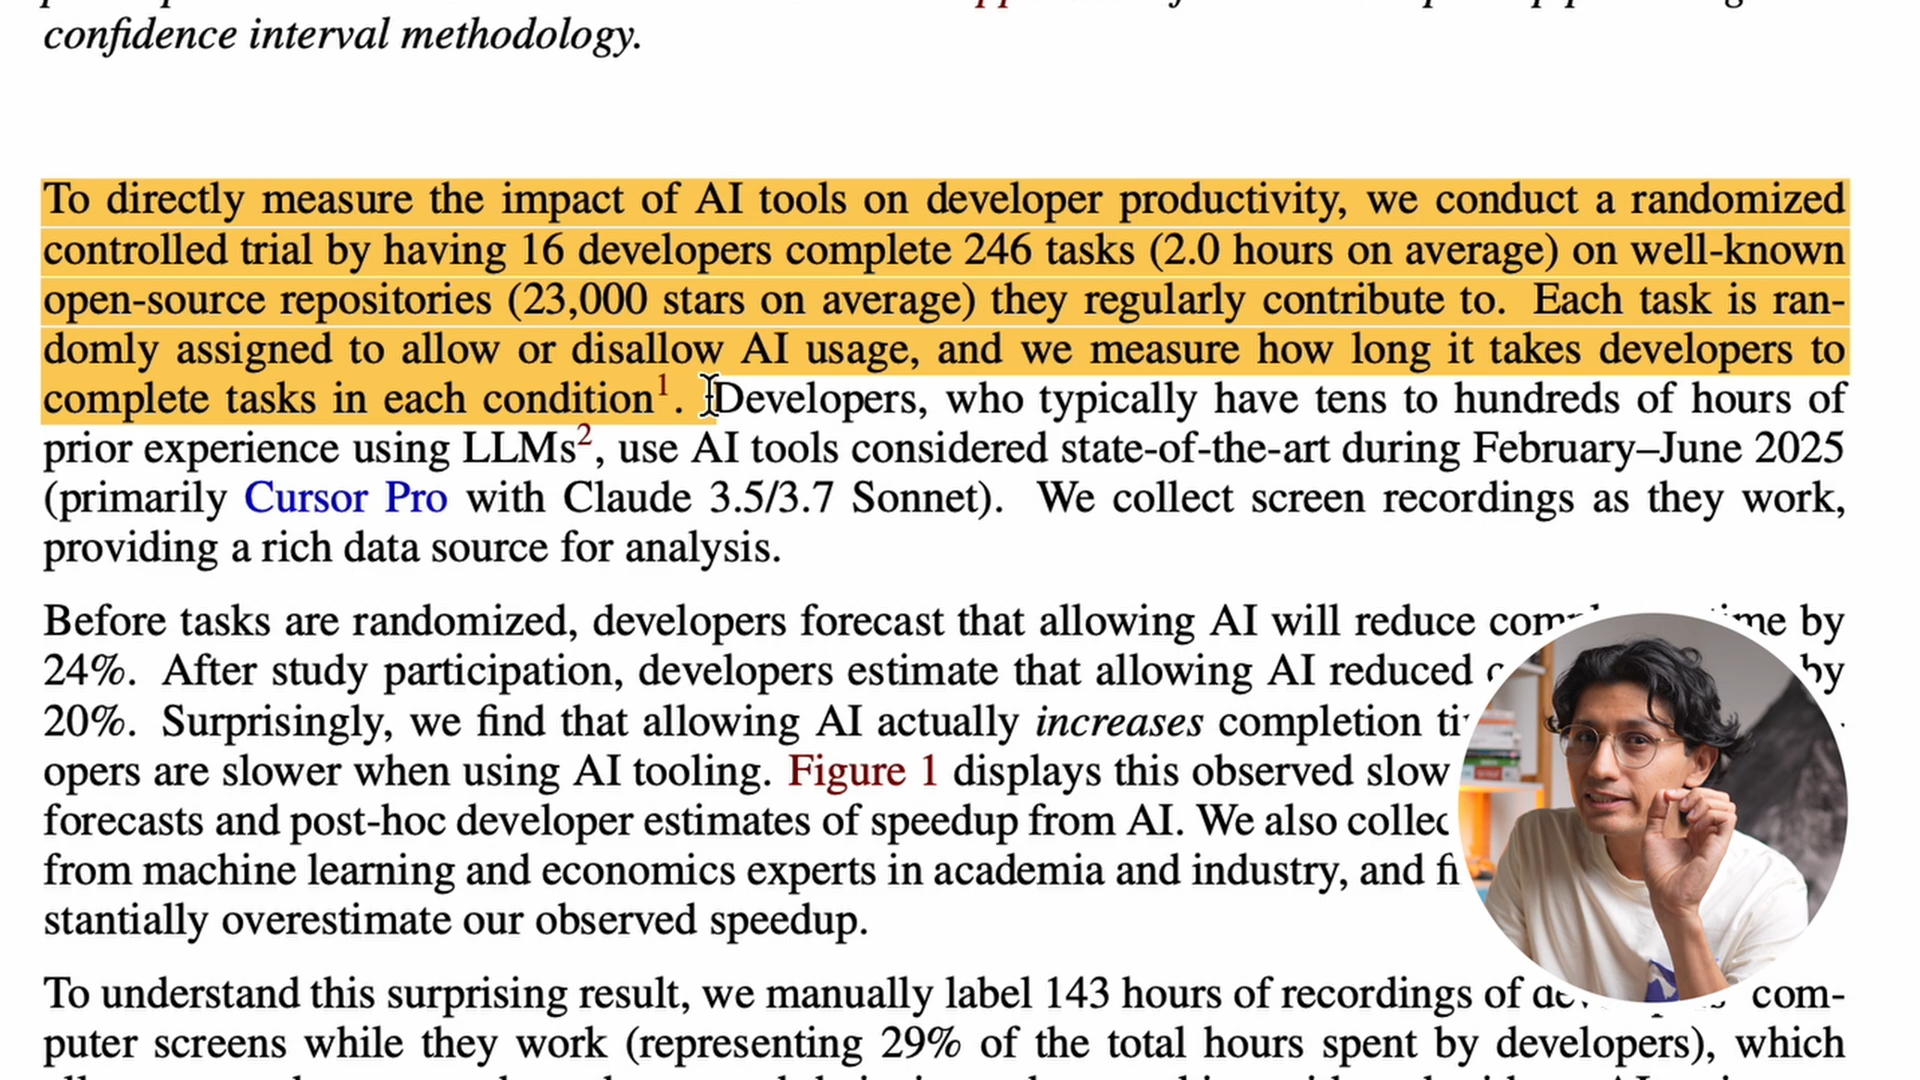 confidence interval methodology.
To directly measure the impact of AI tools on developer productivity, we conduct a randomized
controlled trial by having 16 developers complete 246 tasks (2.0 hours on average) on well-known
open-source repositories (23,000 stars on average) they regularly contribute to. Each task is ran-
domly assigned to allow or disallow AI usage, and we measure how long it takes developers to
complete tasks in each condition1. Developers, who typically have tens to hundreds of hours of
prior experience using LLMs2, use AI tools considered state-of-the-art during February–June 2025
(primarily Cursor Pro with Claude 3.5/3.7 Sonnet). We collect screen recordings as they work,
providing a rich data source for analysis.
Before tasks are randomized, developers forecast that allowing AI will reduce by
24%. After study participation, developers estimate that allowing AI reduced by
20%. Surprisingly, we find that allowing AI actually increases completion
opers are slower when using AI tooling. Figure 1 displays this observed slow
forecasts and post-hoc developer estimates of speedup from AI. We also
from machine learning and economics experts in academia and industry, and
stantially overestimate our observed speedup.
To understand this surprising result, we manually label 143 hours of recordings of com-
puter screens while they work (representing 29% of the total hours spent by developers), which